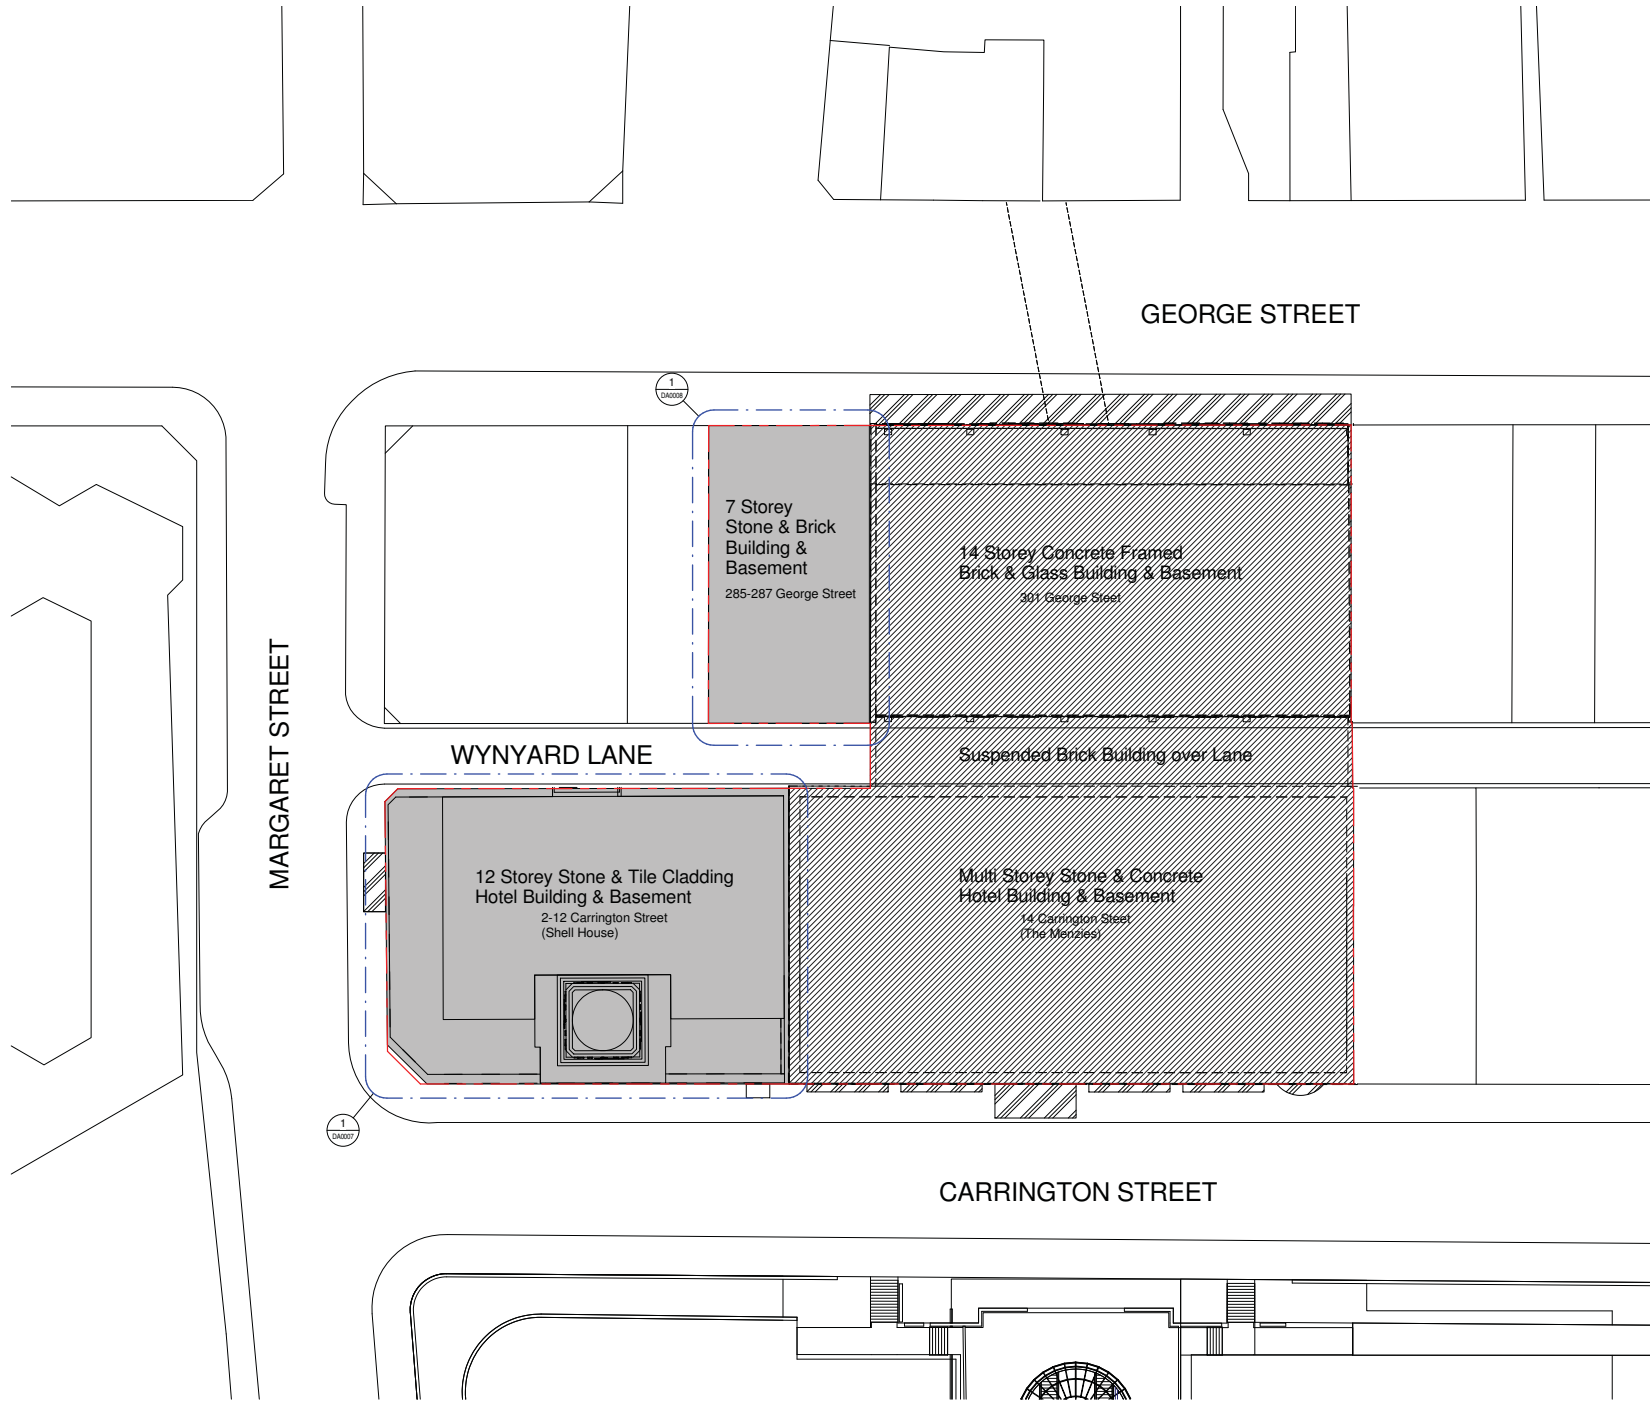 GEORGE STREET
1
DA0008
7 Storey
Stone & Brick
Building &
Basement
285-287 George Street
14 Storey Concrete Framed
Brick & Glass Building & Basement
301 George Steet
MARGARET STREET
WYNYARD LANE
Suspended Brick Building over Lane
12 Storey Stone & Tile Cladding
Hotel Building & Basement
2-12 Carrington Street
(Shell House)
Multi Storey Stone & Concrete
Hotel Building & Basement
14 Carrington Steet
(The Menzies)
1
DA0007
CARRINGTON STREET